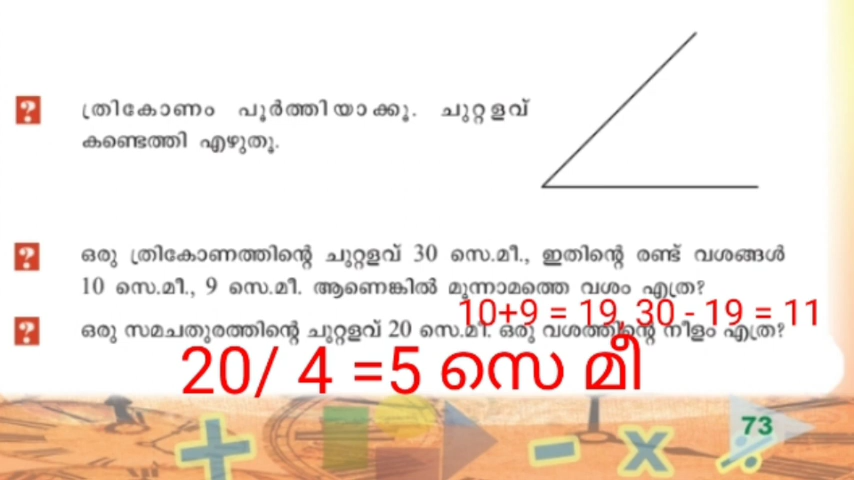 ? ത്രികോണം പൂർത്തിയാക്കൂ. ചുറ്റളവ്
കണ്ടെത്തി എഴുതൂ.
? ഒരു ത്രികോണത്തിന്റെ ചുറ്റളവ് 30 സെ.മീ., ഇതിന്റെ രണ്ട് വശങ്ങൾ
10 സെ.മീ., 9 സെ.മീ. ആണെങ്കിൽ മൂന്നാമത്തെ വശം എത്ര?
10+9 = 19, 30 - 19 = 11
? ഒരു സമചതുരത്തിന്റെ ചുറ്റളവ് 20 സെ.മീ. ഒരു വശത്തിന്റെ നീളം എത്ര?
20/ 4 =5 സെ മീ
+ - x ÷ 73